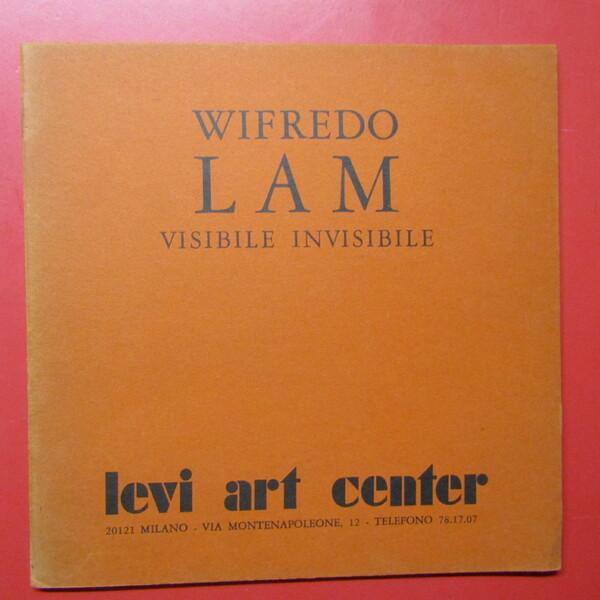 WIFREDO
LAM
VISIBILE INVISIBILE
levi art center
20121 MILANO - VIA MONTENAPOLEONE, 12 - TELEFONO 78.17.07